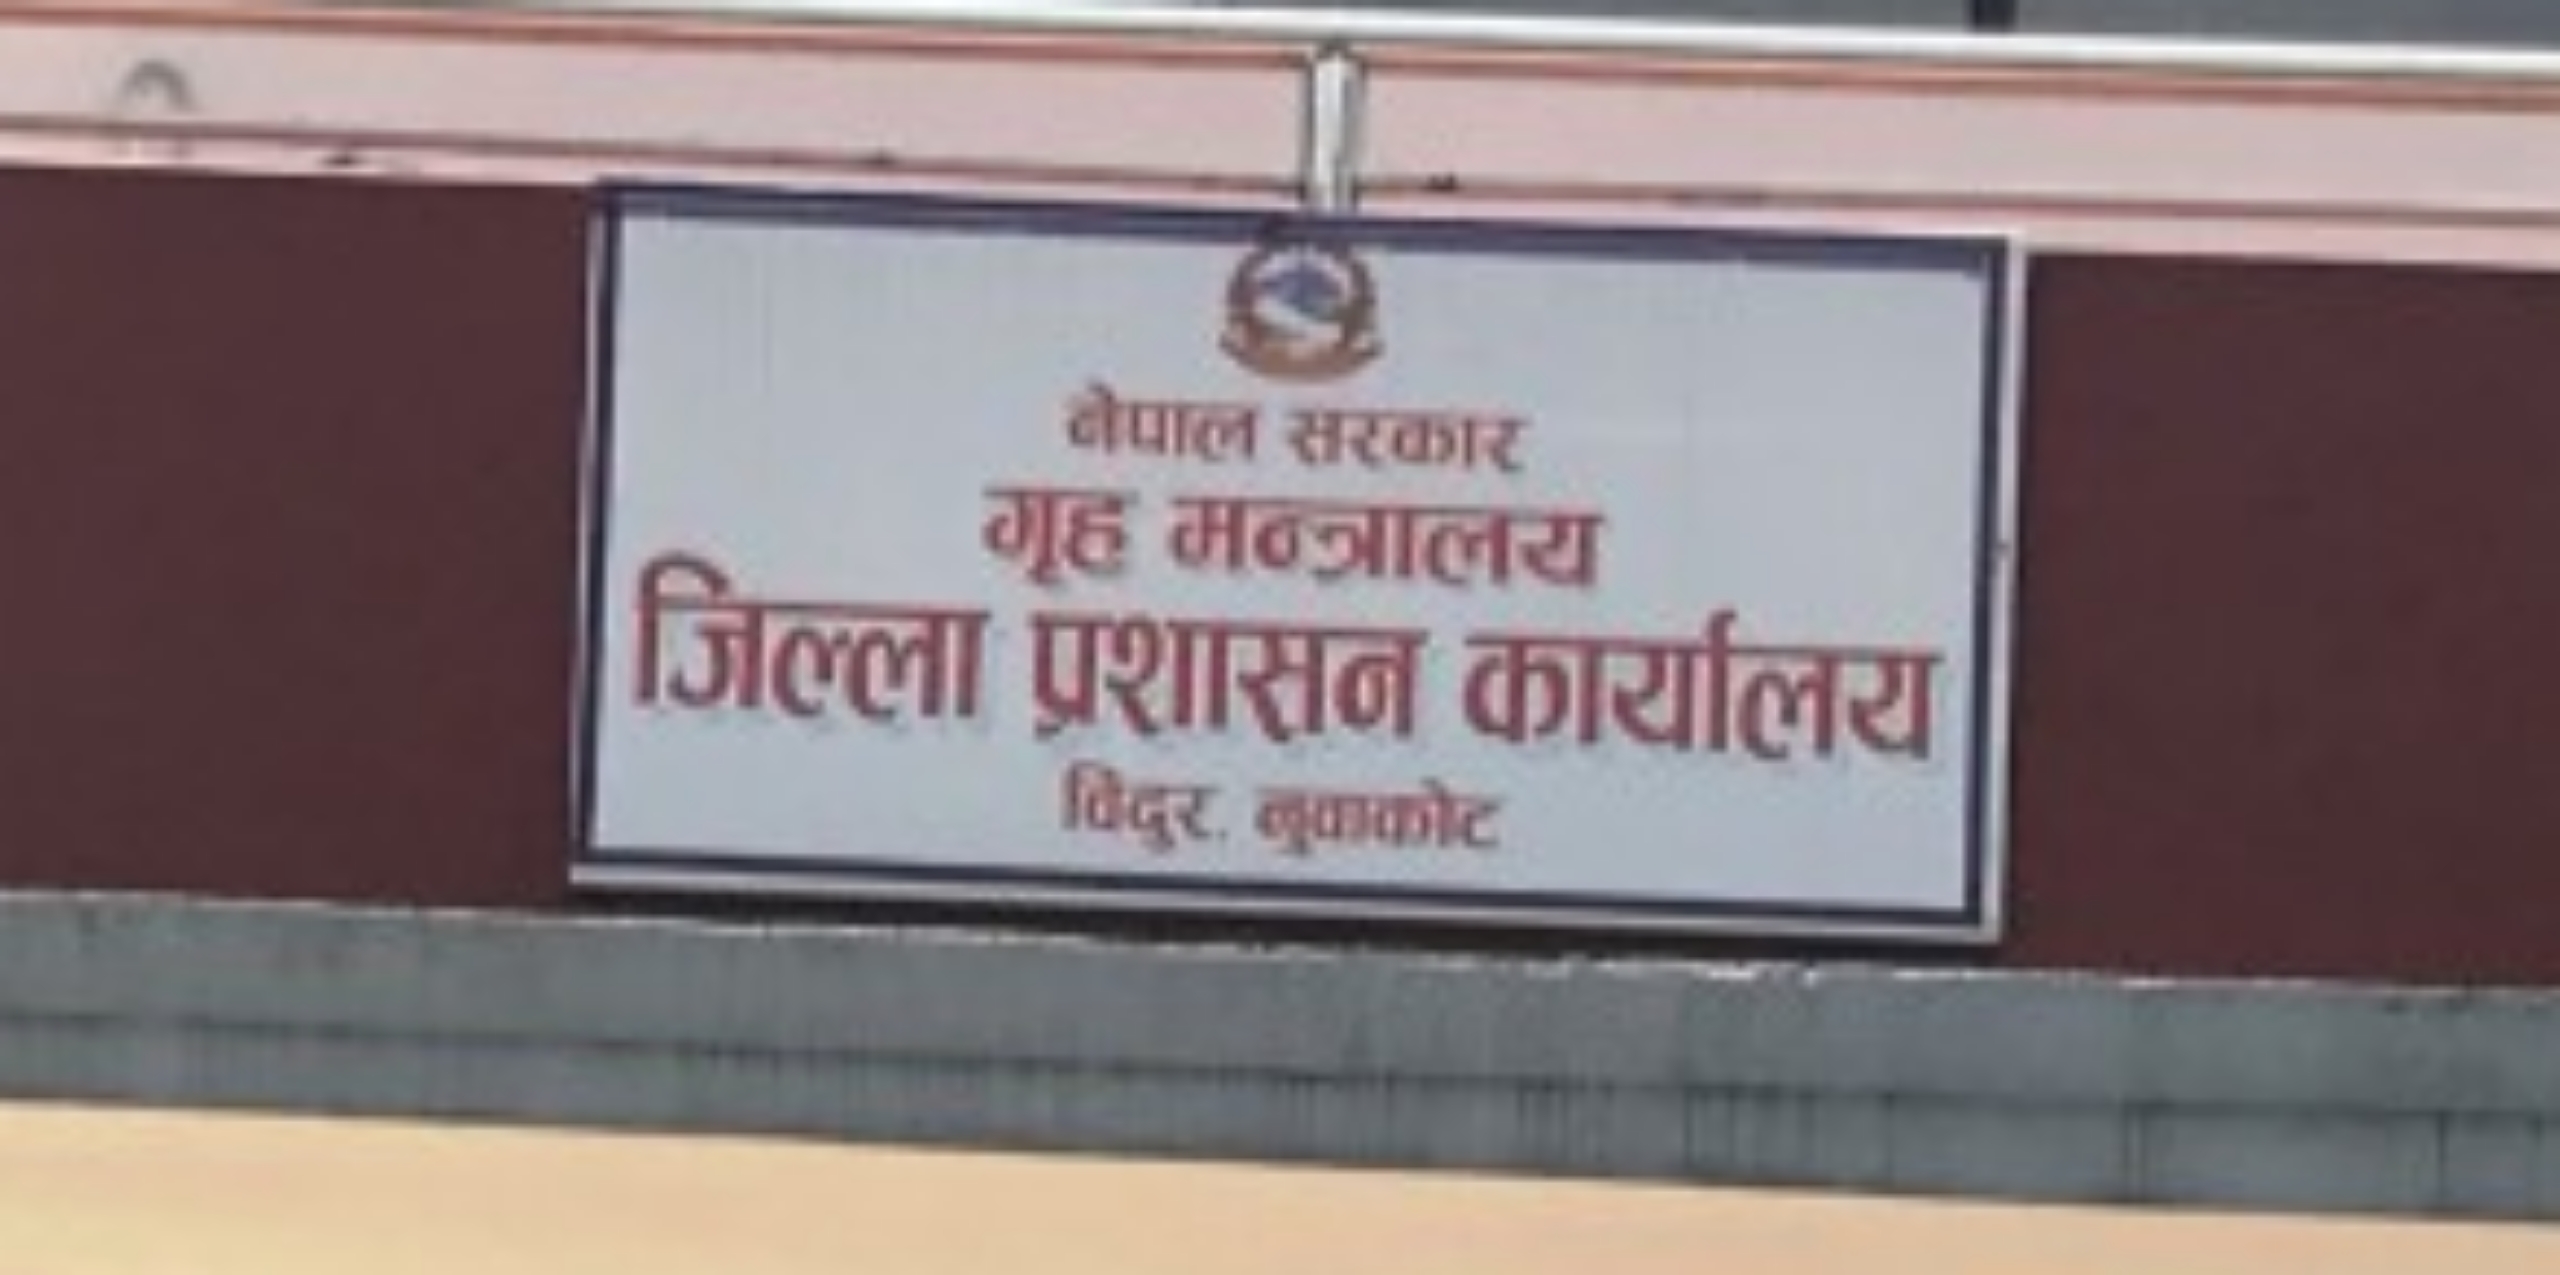 नेपाल सरकार
गृह मन्त्रालय
जिल्ला प्रशासन कार्यालय
विदुर, नुवाकोट